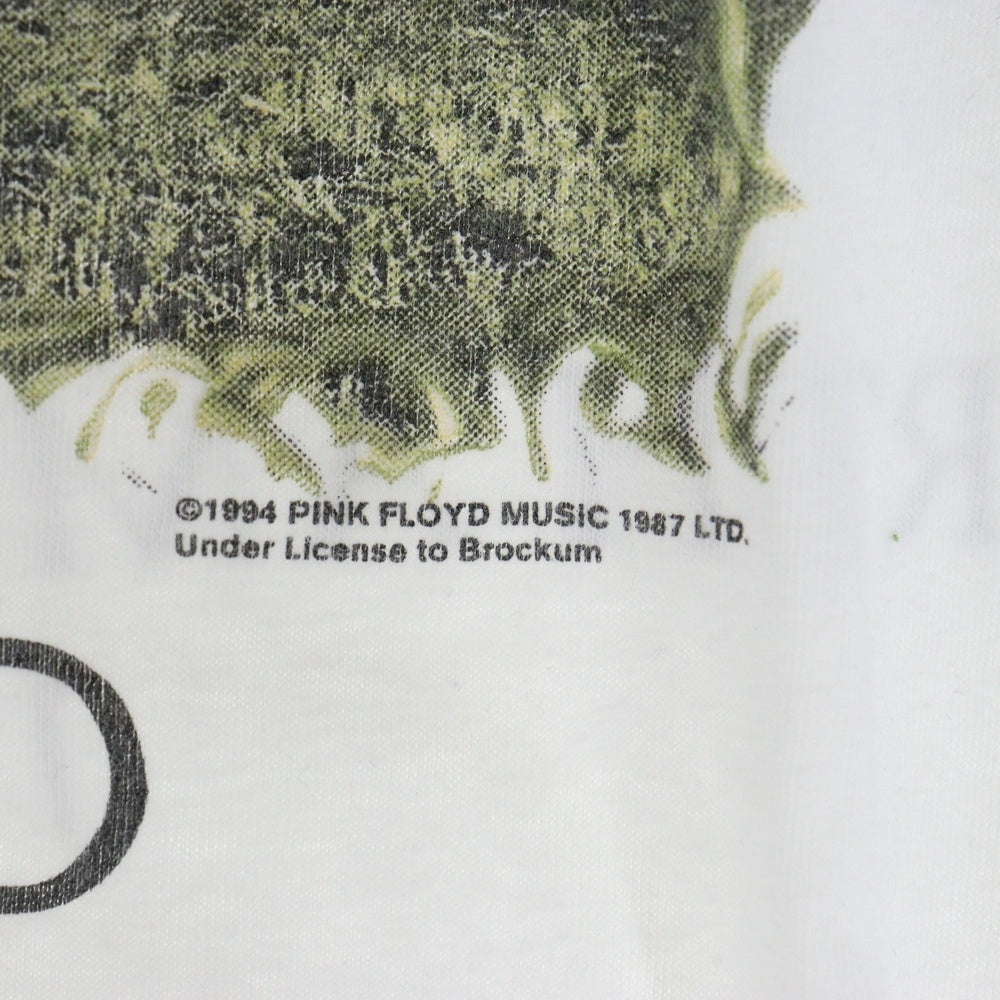 ©1994 PINK FLOYD MUSIC 1987 LTD.
Under License to Brockum
D